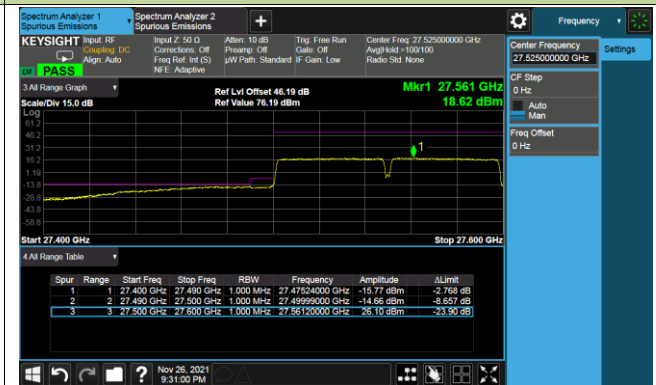 Spectrum Analyzer 1
Spurious Emissions
Spectrum Analyzer 2
Spurious Emissions
+
Frequency
KEYSIGHT
Input: RF
Coupling: DC
Align: Auto
Input Z: 50 Ω
Corrections: Off
Freq Ref: Int (S)
NFE: Adaptive
Atten: 10 dB
Preamp: Off
µW Path: Standard
Trig: Free Run
Gate: Off
IF Gain: Low
Center Freq: 27.525000000 GHz
Avg|Hold:>100/100
Radio Std: None
PASS
Center Frequency
27.525000000 GHz
Settings
CF Step
0 Hz
Auto
Man
Freq Offset
0 Hz
3 All Range Graph
Scale/Div 15.0 dB
Ref Lvl Offset 46.19 dB
Ref Value 76.19 dBm
Mkr1 27.561 GHz
18.62 dBm
Log
61.2
46.2
31.2
16.2
1.19
-13.8
-28.8
-43.8
-58.8
1
Start 27.400 GHz
Stop 27.600 GHz
4 All Range Table
Spur Range Start Freq Stop Freq RBW Frequency Amplitude ΔLimit
1 1 27.400 GHz 27.490 GHz 1.000 MHz 27.47524000 GHz -15.77 dBm -2.768 dB
2 2 27.490 GHz 27.500 GHz 1.000 MHz 27.49999000 GHz -14.66 dBm -8.657 dB
3 3 27.500 GHz 27.600 GHz 1.000 MHz 27.56120000 GHz 26.10 dBm -23.90 dB
?
Nov 26, 2021
9:31:00 PM